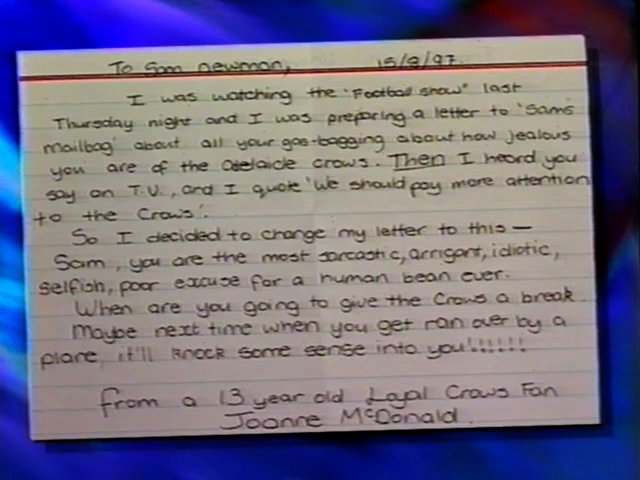 To Sam Newman, 15/8/97.
I was watching the "Football show" last
Thursday night and I was preparing a letter to 'Sam's
mailbag' about all your gas-bagging about how jealous
you are of the Adelaide crows. Then I heard you
say on T.V., and I quote 'We should pay more attention
to the Crows'.
So I decided to change my letter to this —
Sam, you are the most sarcastic, arrigant, idiotic,
selfish, poor excuse for a human bean ever.
When are you going to give the Crows a break.
Maybe next time when you get ran over by a
plane, it'll knock some sense into you!!!!!!
from a 13 year old Loyal Crows Fan
Joanne McDonald.